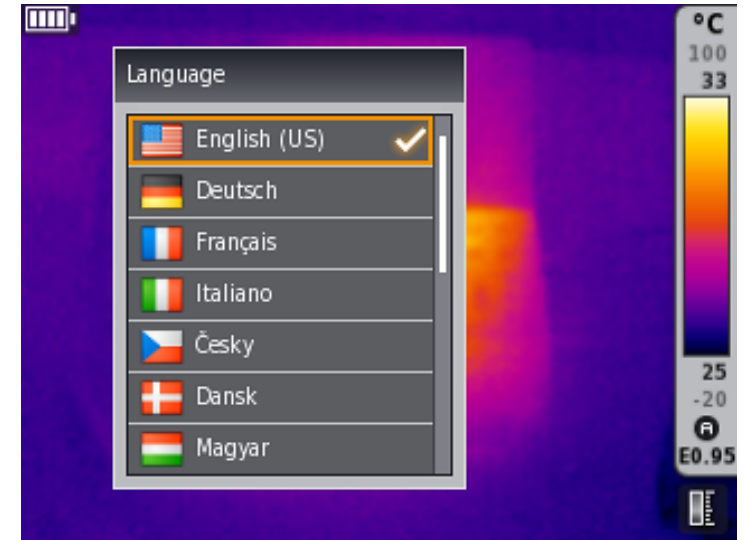 Language
English (US)
Deutsch
Français
Italiano
Česky
Dansk
Magyar
°C
100
33
25
-20
A
E0.95